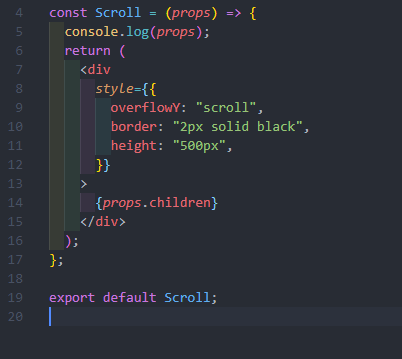 4 const Scroll = (props) => {
5 console.log(props);
6 return (
7 <div
8 style={{
9 overflowY: "scroll",
10 border: "2px solid black",
11 height: "500px",
12 }}
13 >
14 {props.children}
15 </div>
16 );
17 };
18
19 export default Scroll;
20